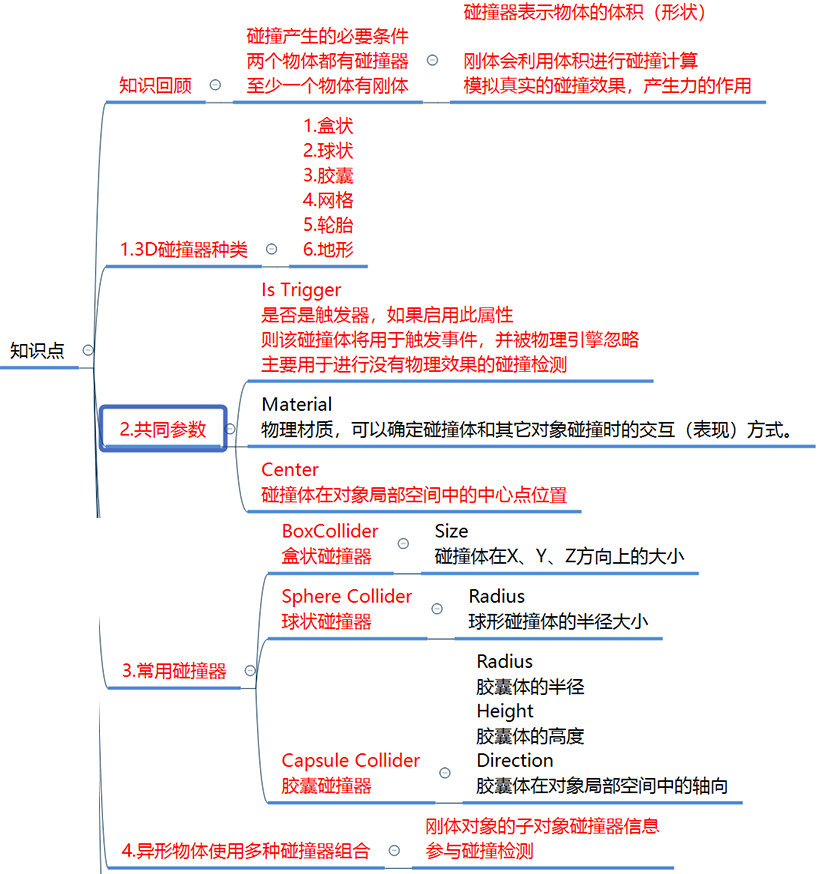 知识点
知识回顾
碰撞产生的必要条件
两个物体都有碰撞器
至少一个物体有刚体
碰撞器表示物体的体积（形状）
刚体会利用体积进行碰撞计算
模拟真实的碰撞效果，产生力的作用
1.3D碰撞器种类
1.盒状
2.球状
3.胶囊
4.网格
5.轮胎
6.地形
2.共同参数
Is Trigger
是否是触发器，如果启用此属性
则该碰撞体将用于触发事件，并被物理引擎忽略
主要用于进行没有物理效果的碰撞检测
Material
物理材质，可以确定碰撞体和其它对象碰撞时的交互（表现）方式。
Center
碰撞体在对象局部空间中的中心点位置
3.常用碰撞器
BoxCollider
盒状碰撞器
Size
碰撞体在X、Y、Z方向上的大小
Sphere Collider
球状碰撞器
Radius
球形碰撞体的半径大小
Capsule Collider
胶囊碰撞器
Radius
胶囊体的半径
Height
胶囊体的高度
Direction
胶囊体在对象局部空间中的轴向
4.异形物体使用多种碰撞器组合
刚体对象的子对象碰撞器信息
参与碰撞检测